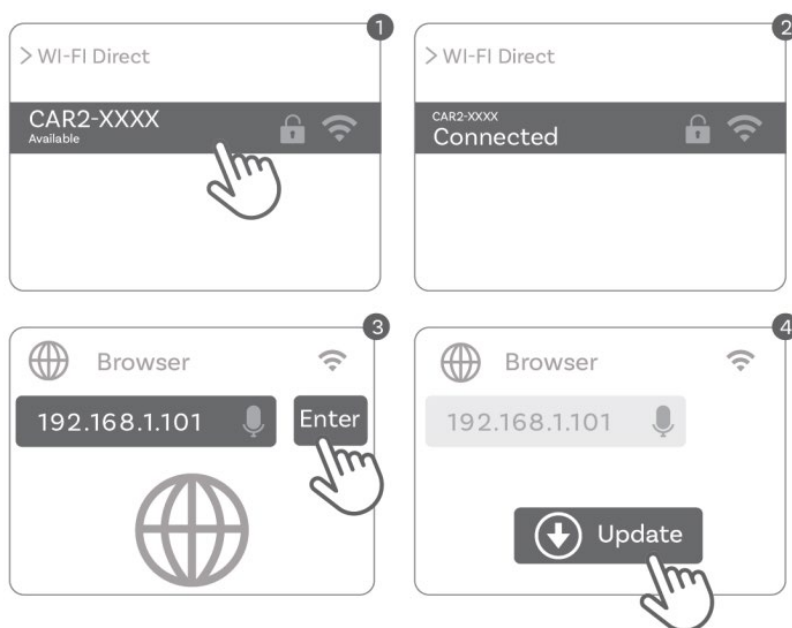 1
> WI-FI Direct
CAR2-XXXX
Available
2
> WI-FI Direct
CAR2-XXXX
Connected
3
Browser
192.168.1.101
Enter
4
Browser
192.168.1.101
Update